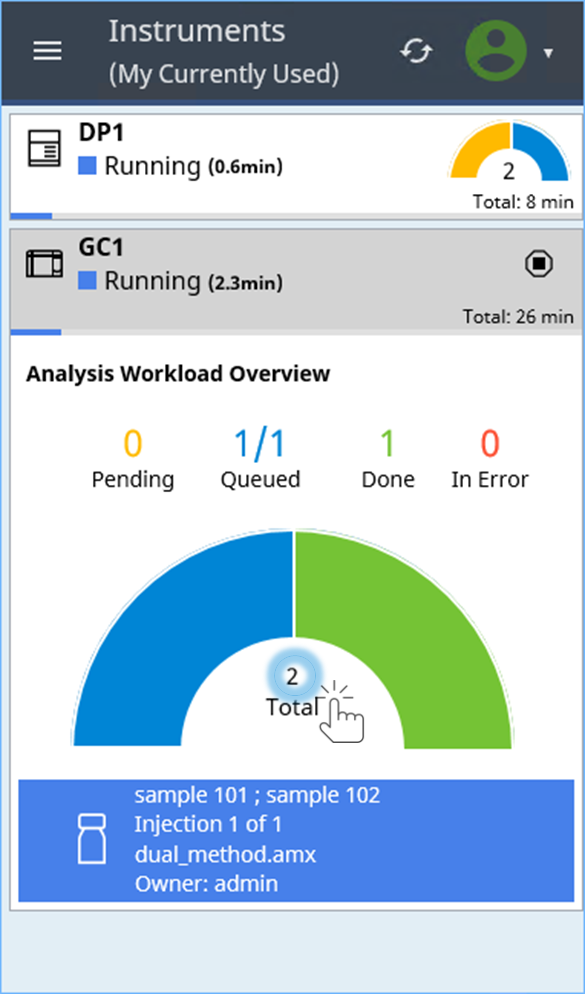 Instruments
(My Currently Used)
DP1
Running (0.6min)
2
Total: 8 min
GC1
Running (2.3min)
Total: 26 min
Analysis Workload Overview
0 1/1 1 0
Pending Queued Done In Error
2
Total
sample 101 ; sample 102
Injection 1 of 1
dual_method.amx
Owner: admin